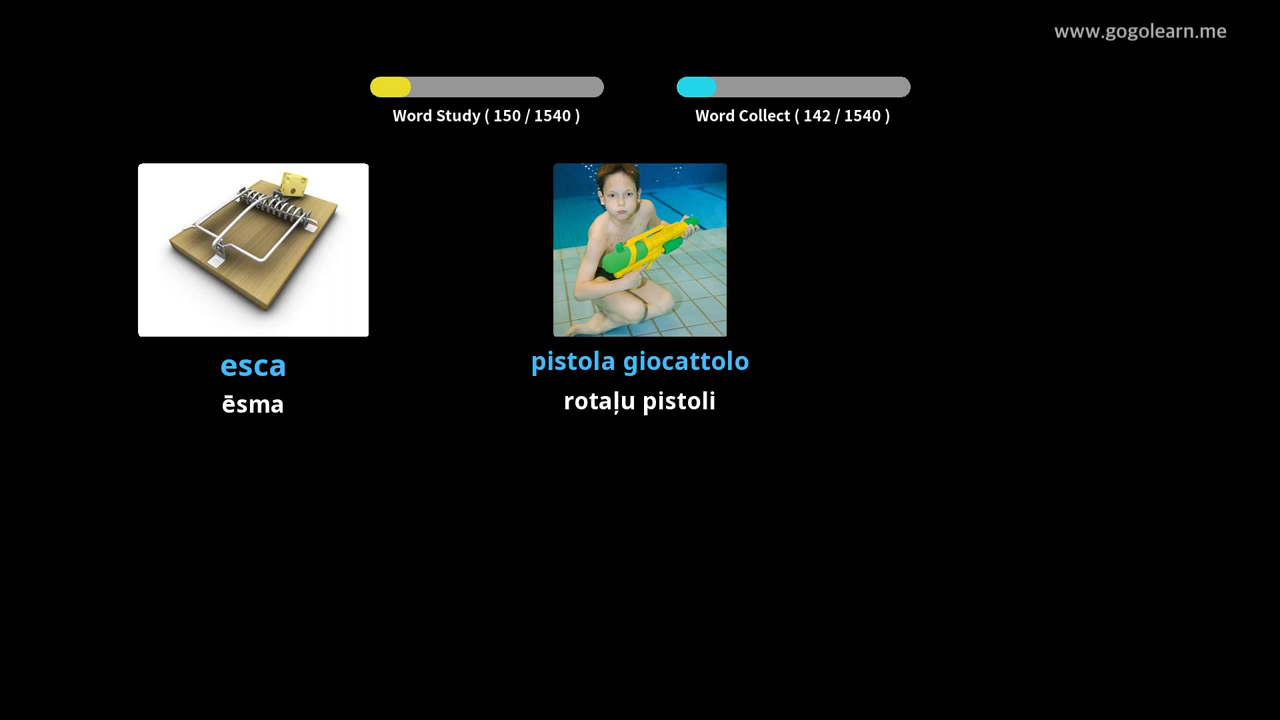 www.gogolearn.me
Word Study ( 150 / 1540 )
Word Collect ( 142 / 1540 )
esca
ēsma
pistola giocattolo
rotaļu pistoli